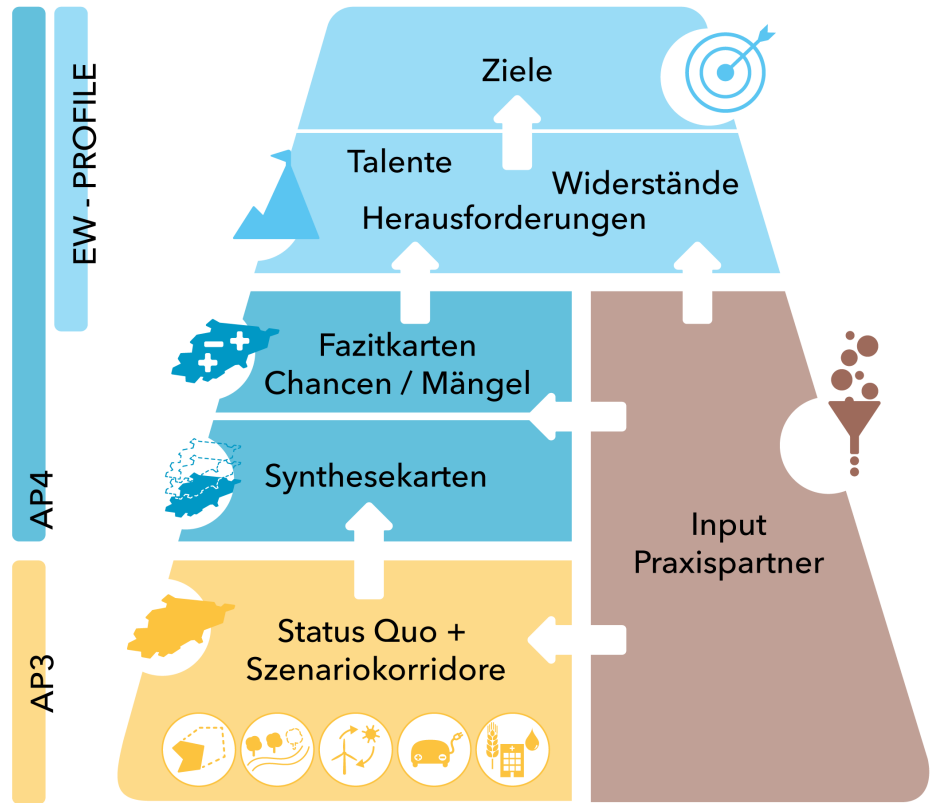 Ziele
Talente
Widerstände
Herausforderungen
Fazitkarten
Chancen / Mängel
Synthesekarten
Input
Praxispartner
Status Quo +
Szenariokorridore
EW - PROFILE
AP4
AP3